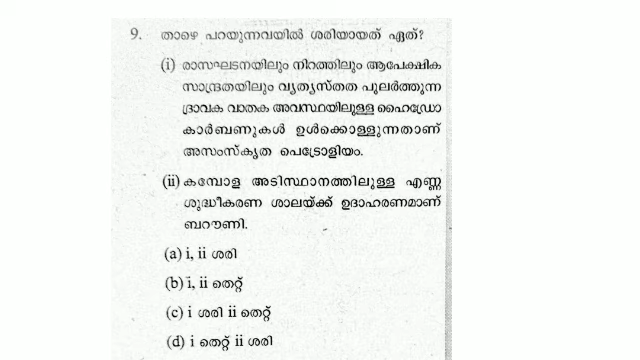 9. താഴെ പറയുന്നവയിൽ ശരിയായത് ഏത്?
(i) രാസഘടനയിലും നിറത്തിലും ആപേക്ഷിക
സാന്ദ്രതയിലും വ്യത്യസ്തത പുലർത്തുന്ന
ദ്രാവക വാതക അവസ്ഥയിലുള്ള ഹൈഡ്രോ
കാർബണുകൾ ഉൾക്കൊള്ളുന്നതാണ്
അസംസ്കൃത പെട്രോളിയം.
(ii) കമ്പോള അടിസ്ഥാനത്തിലുള്ള എണ്ണ
ശുദ്ധീകരണ ശാലയ്ക്ക് ഉദാഹരണമാണ്
ബറൗണി.
(a) i, ii ശരി
(b) i, ii തെറ്റ്
(c) i ശരി ii തെറ്റ്
(d) i തെറ്റ് ii ശരി